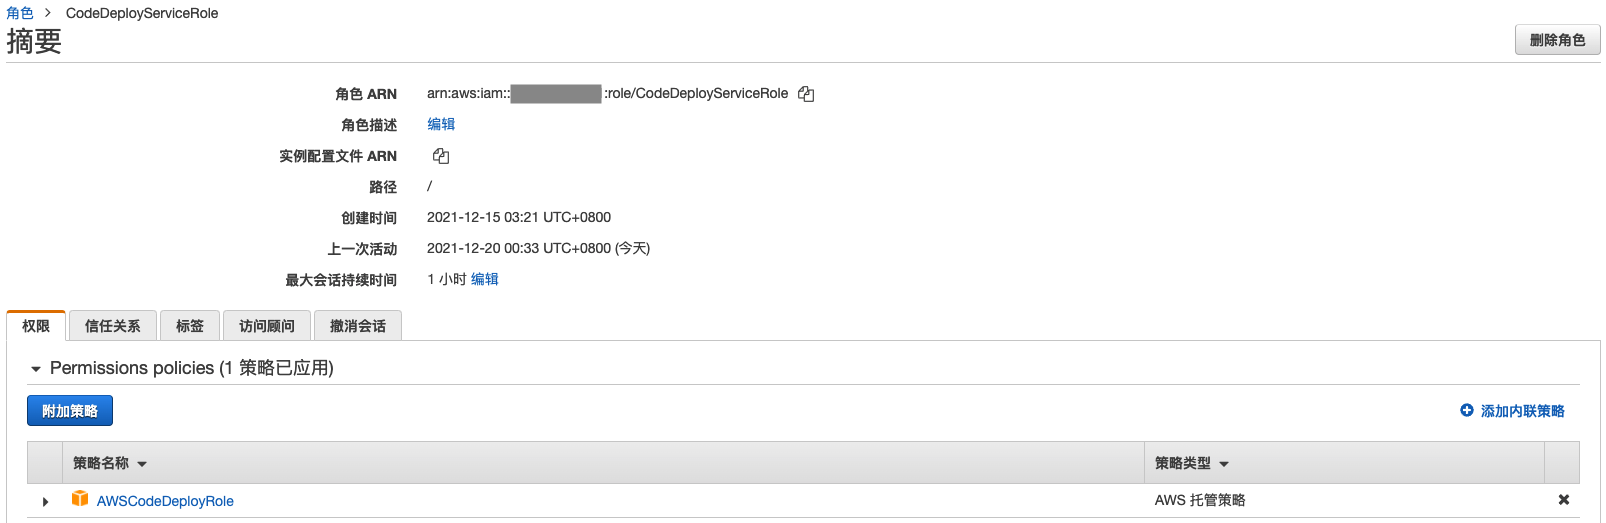 角色 > CodeDeployServiceRole
摘要
删除角色
角色 ARN arn:aws:iam:: :role/CodeDeployServiceRole
角色描述 编辑
实例配置文件 ARN
路径 /
创建时间 2021-12-15 03:21 UTC+0800
上一次活动 2021-12-20 00:33 UTC+0800 (今天)
最大会话持续时间 1 小时 编辑
权限 信任关系 标签 访问顾问 撤消会话
Permissions policies (1 策略已应用)
附加策略 添加内联策略
策略名称 策略类型
AWSCodeDeployRole AWS 托管策略